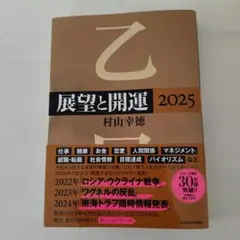 乙巳
展望と開運 2025
村山幸徳
仕事 健康 お金 恋愛 人間関係 マネジメント
就職・転職 社会情勢 目標達成 バイオリズム など
2022年 ロシア・ウクライナ戦争
2023年 ワグネルの反乱
2024年 南海トラフ臨時情報発表
30年